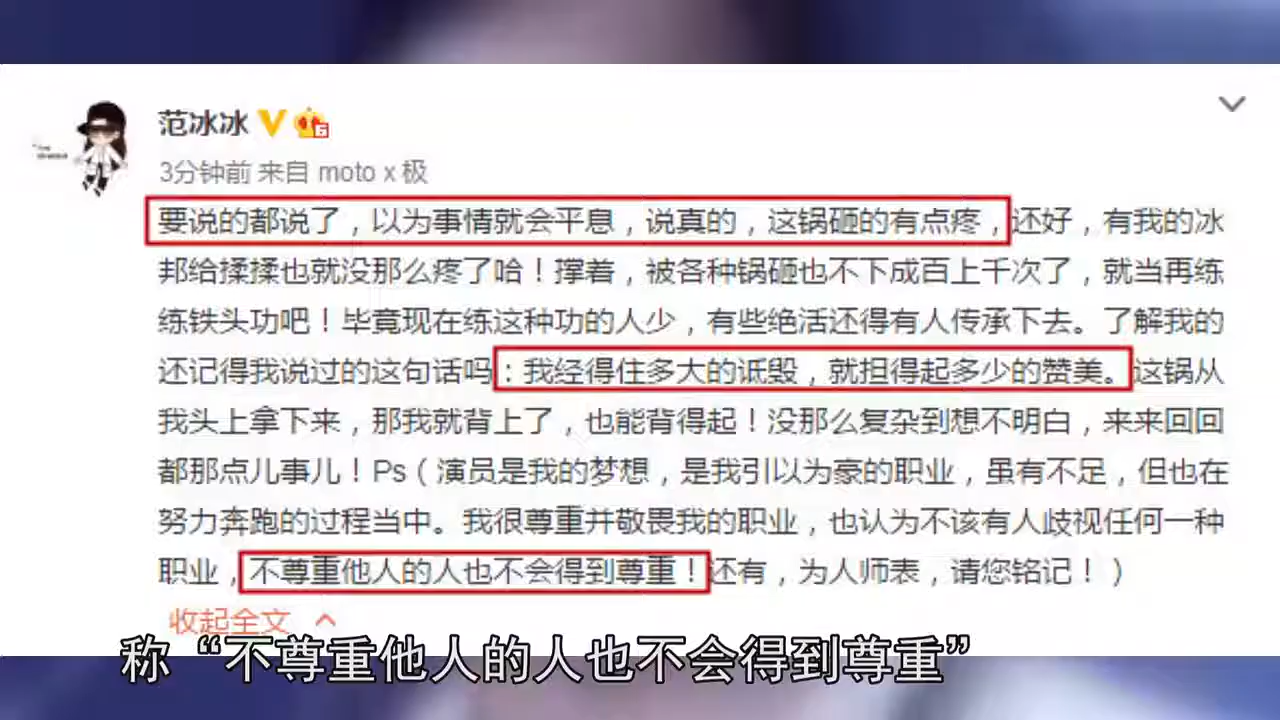 范冰冰
3分钟前 来自 moto x 极
要说的都说了，以为事情就会平息，说真的，这锅砸的有点疼，还好，有我的冰
邦给揉揉也就没那么疼了哈！撑着，被各种锅砸也不下成百上千次了，就当再练
练铁头功吧！毕竟现在练这种功的人少，有些绝活还得有人传承下去。了解我的
还记得我说过的这句话吗：我经得住多大的诋毁，就担得起多少的赞美。这锅从
我头上拿下来，那我就背上了，也能背得起！没那么复杂到想不明白，来来回回
都那点儿事儿！Ps（演员是我的梦想，是我引以为豪的职业，虽有不足，但也在
努力奔跑的过程当中。我很尊重并敬畏我的职业，也认为不该有人歧视任何一种
职业，不尊重他人的人也不会得到尊重！还有，为人师表，请您铭记！）
收起全文
称“不尊重他人的人也不会得到尊重”